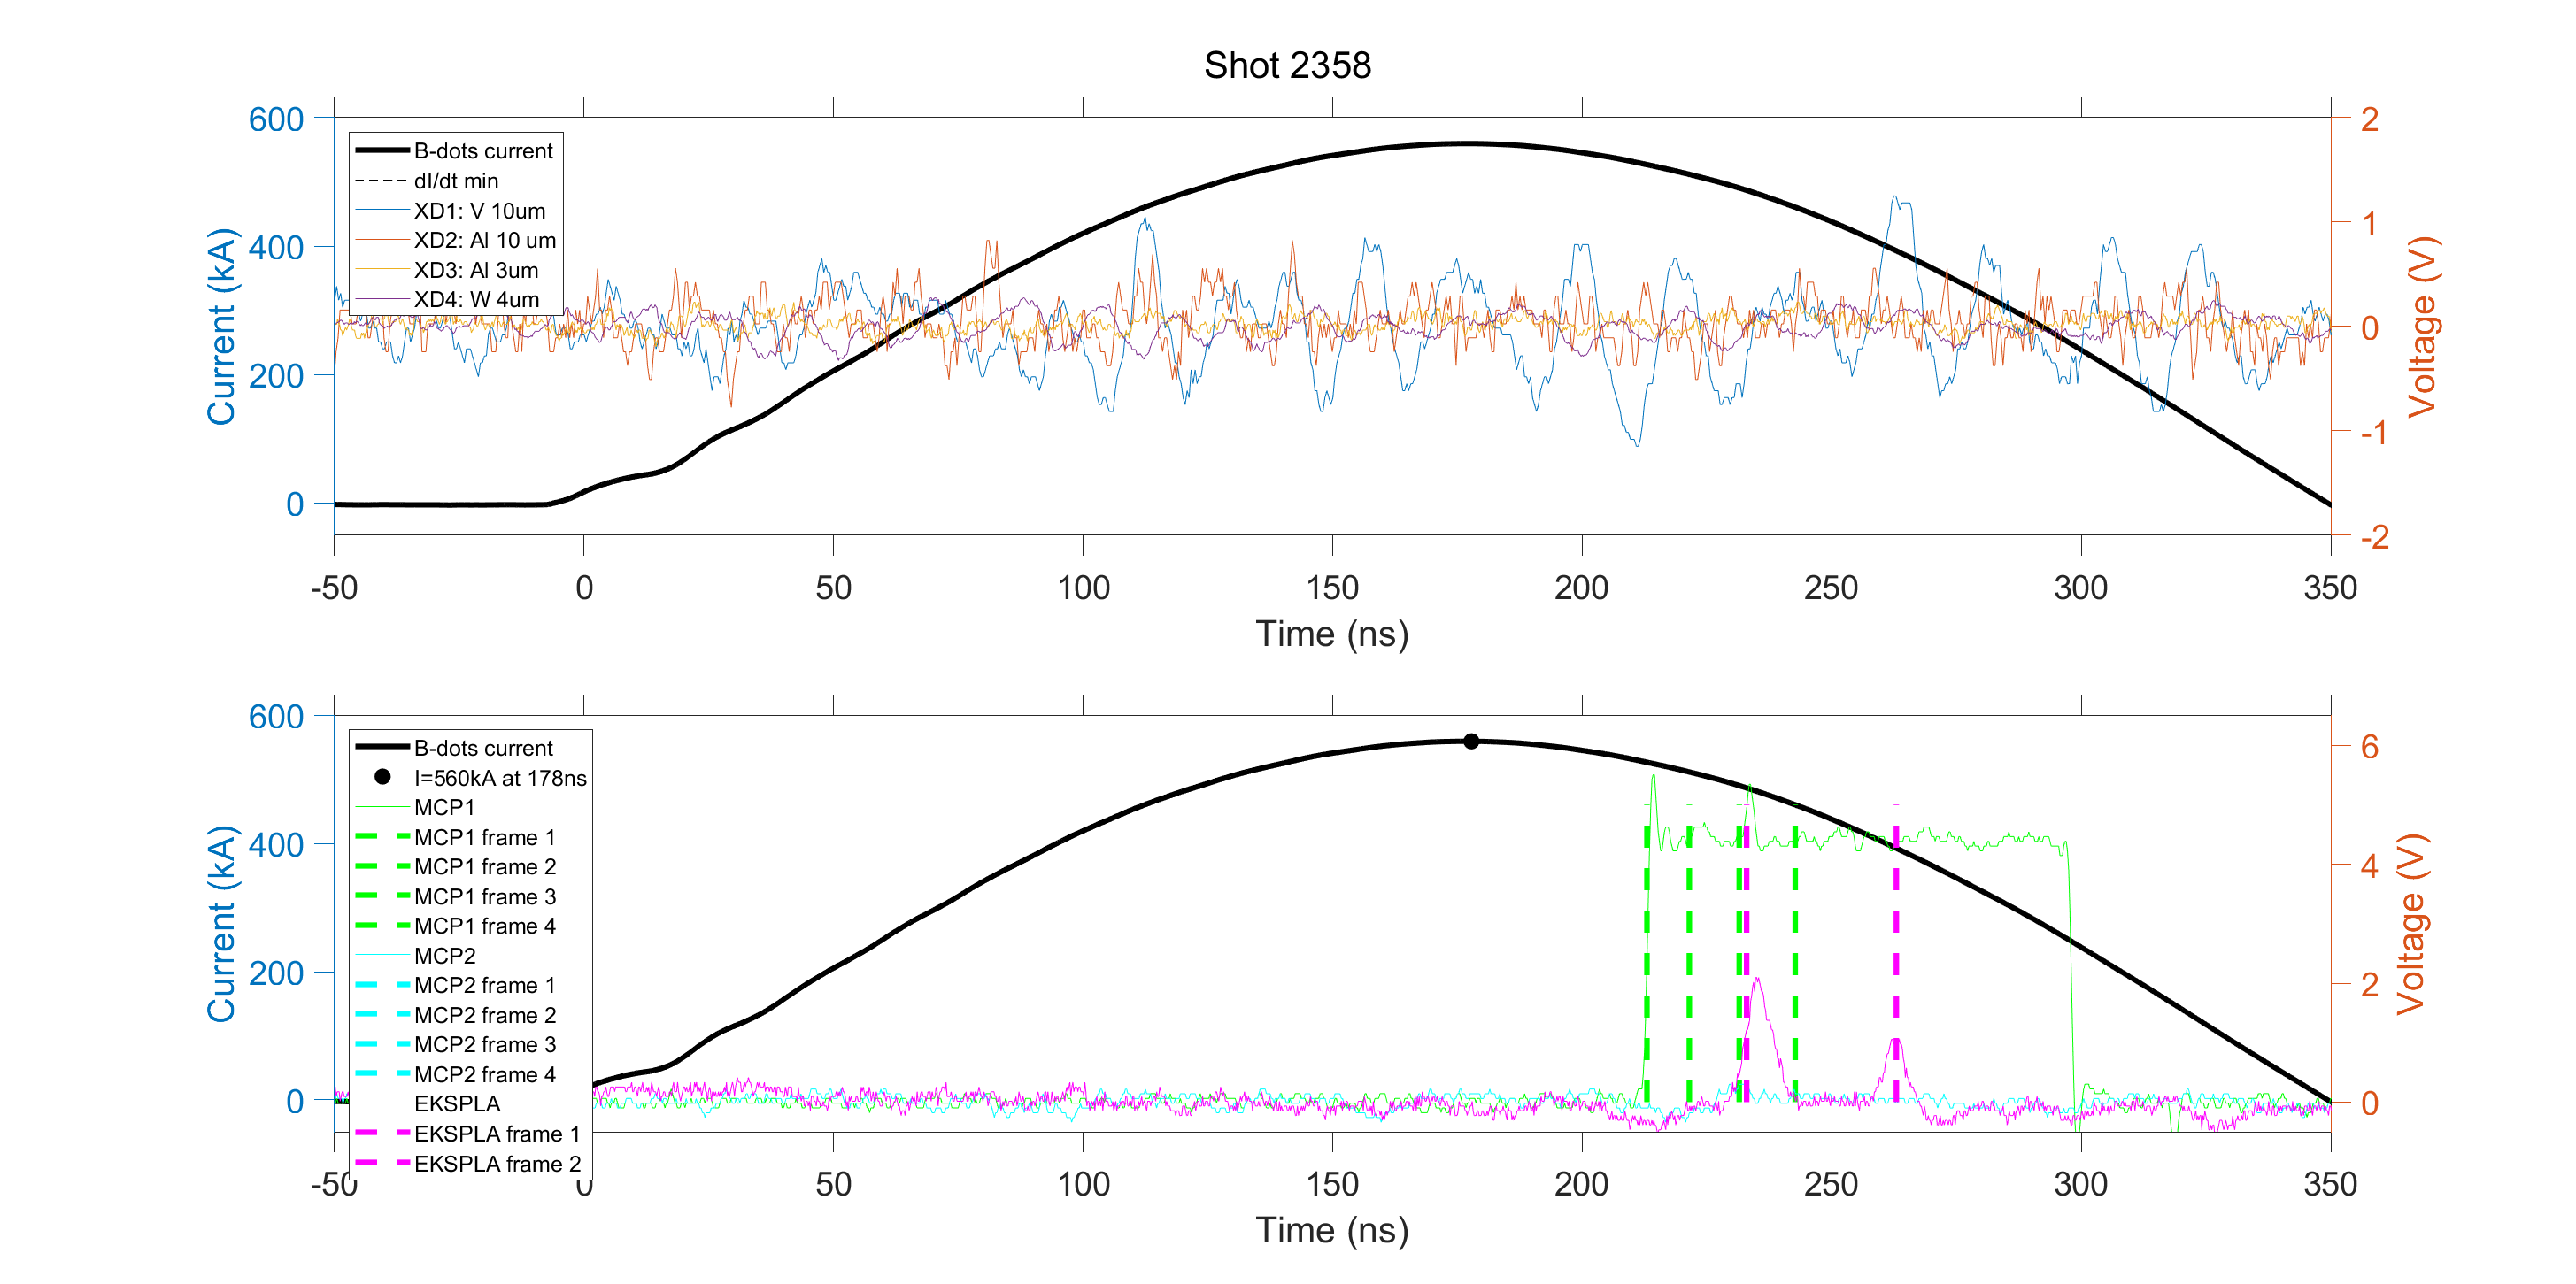 Shot 2358
600
400
200
0
Current (kA)
B-dots current
dI/dt min
XD1: V 10um
XD2: Al 10 um
XD3: Al 3um
XD4: W 4um
2
1
0
-1
-2
Voltage (V)
-50 0 50 100 150 200 250 300 350
Time (ns)
600
400
200
0
Current (kA)
B-dots current
I=560kA at 178ns
MCP1
MCP1 frame 1
MCP1 frame 2
MCP1 frame 3
MCP1 frame 4
MCP2
MCP2 frame 1
MCP2 frame 2
MCP2 frame 3
MCP2 frame 4
EKSPLA
EKSPLA frame 1
EKSPLA frame 2
6
4
2
0
Voltage (V)
-50 0 50 100 150 200 250 300 350
Time (ns)